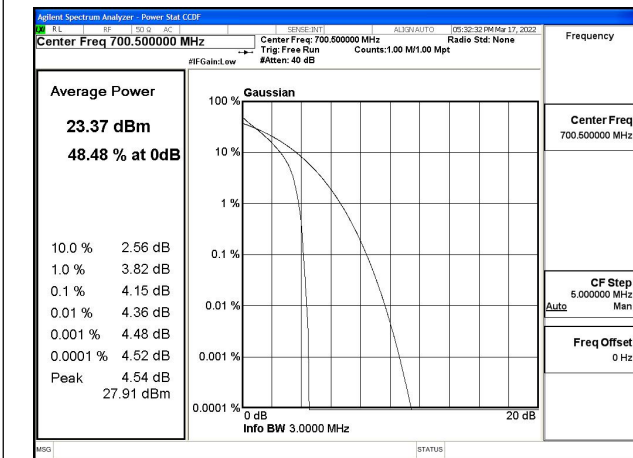 Agilent Spectrum Analyzer - Power Stat CCDF
RL RF 50 Ω AC SENSE:INT ALIGN AUTO 05:32:32 PM Mar 17, 2022
Center Freq 700.500000 MHz
Center Freq: 700.500000 MHz Radio Std: None
Trig: Free Run Counts:1.00 M/1.00 Mpt
#IFGain:Low #Atten: 40 dB
Frequency
Average Power
23.37 dBm
48.48 % at 0dB
10.0 % 2.56 dB
1.0 % 3.82 dB
0.1 % 4.15 dB
0.01 % 4.36 dB
0.001 % 4.48 dB
0.0001 % 4.52 dB
Peak 4.54 dB
27.91 dBm
Gaussian
100 %
10 %
1 %
0.1 %
0.01 %
0.001 %
0.0001 %
0 dB 20 dB
Info BW 3.0000 MHz
Center Freq
700.500000 MHz
CF Step
5.000000 MHz
Auto Man
Freq Offset
0 Hz
MSG STATUS